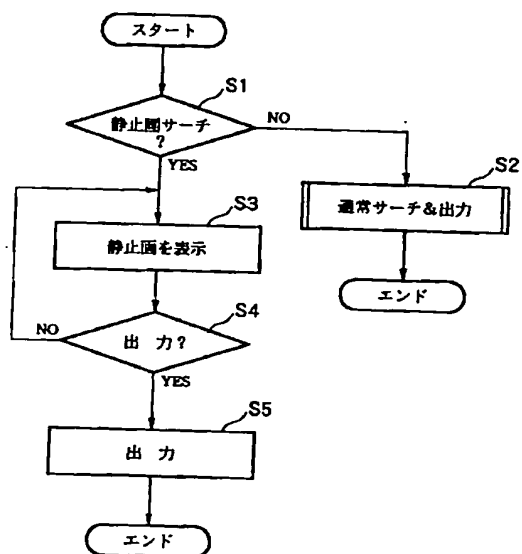 スタート
S1
静止画サーチ
?
NO
YES
S2
通常サーチ&出力
エンド
S3
静止画を表示
S4
出 力?
NO
YES
S5
出 力
エンド